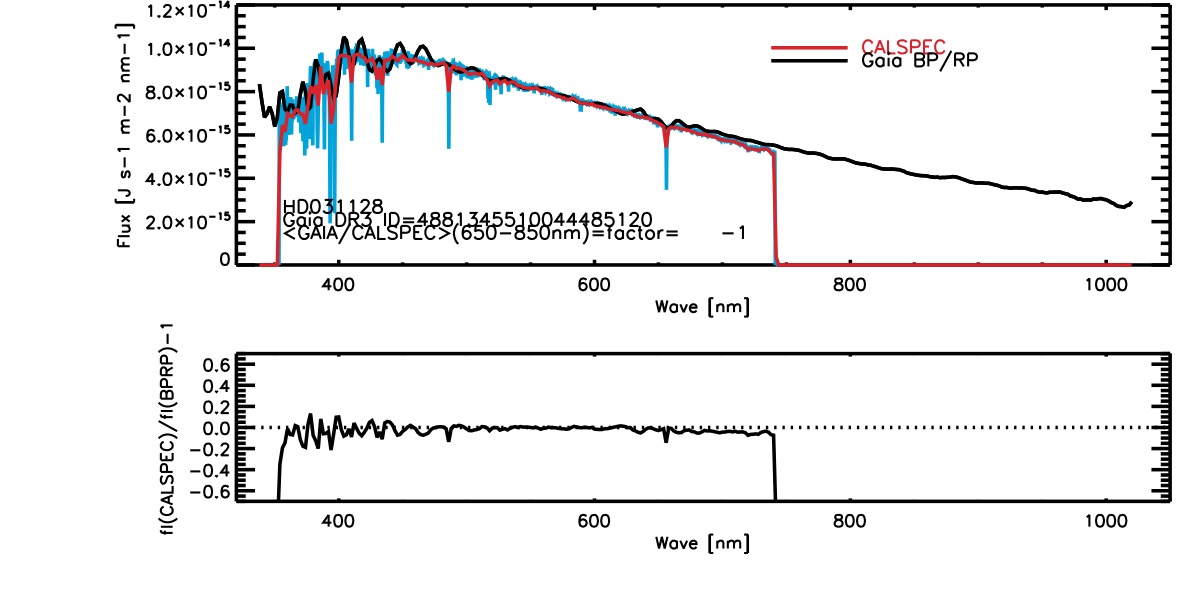 1.2×10−14
1.0×10−14
8.0×10−15
6.0×10−15
4.0×10−15
2.0×10−15
0
Flux [J s−1 m−2 nm−1]
CALSPEC
Gaia BP/RP
HD031128
Gaia DR3 ID=4881345510044485120
<GAIA/CALSPEC>(650−850nm)=factor= −1
400 600 800 1000
Wave [nm]
fl(CALSPEC)/fl(BPRP)−1
0.6
0.4
0.2
0.0
−0.2
−0.4
−0.6
400 600 800 1000
Wave [nm]